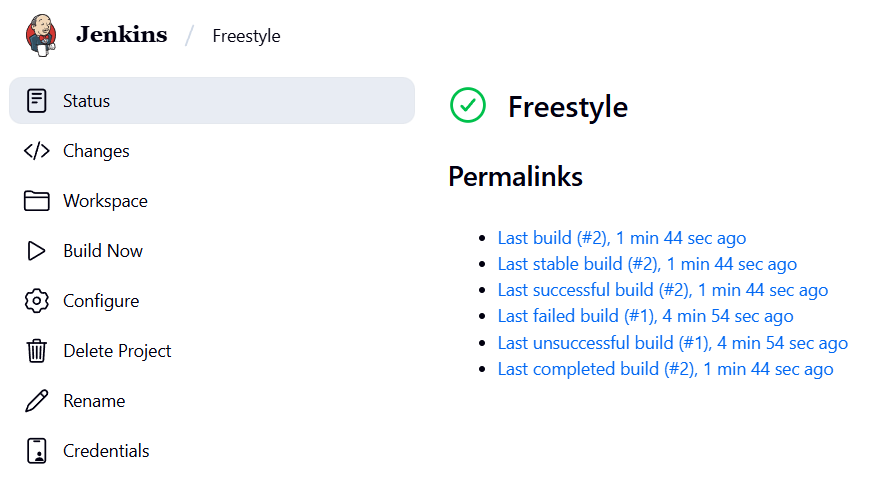 Jenkins / Freestyle
Status
Changes
Workspace
Build Now
Configure
Delete Project
Rename
Credentials
Freestyle
Permalinks
Last build (#2), 1 min 44 sec ago
Last stable build (#2), 1 min 44 sec ago
Last successful build (#2), 1 min 44 sec ago
Last failed build (#1), 4 min 54 sec ago
Last unsuccessful build (#1), 4 min 54 sec ago
Last completed build (#2), 1 min 44 sec ago